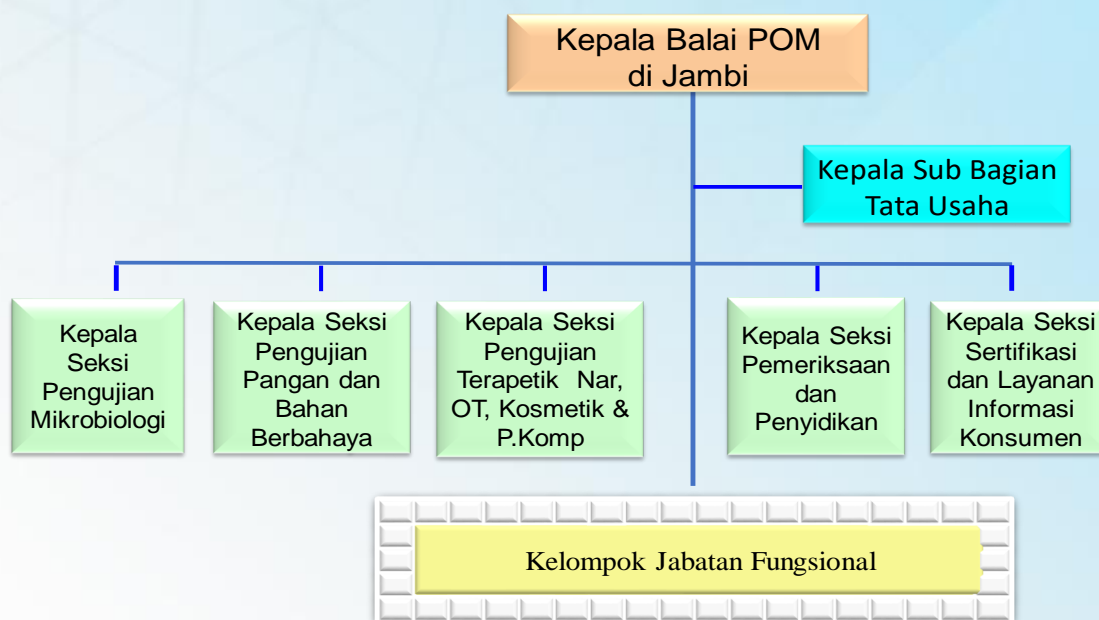 Kepala Balai POM
di Jambi
Kepala Sub Bagian
Tata Usaha
Kepala
Seksi
Pengujian
Mikrobiologi
Kepala Seksi
Pengujian
Pangan dan
Bahan
Berbahaya
Kepala Seksi
Pengujian
Terapetik Nar,
OT, Kosmetik &
P.Komp
Kepala Seksi
Pemeriksaan
dan
Penyidikan
Kepala Seksi
Sertifikasi
dan Layanan
Informasi
Konsumen
Kelompok Jabatan Fungsional